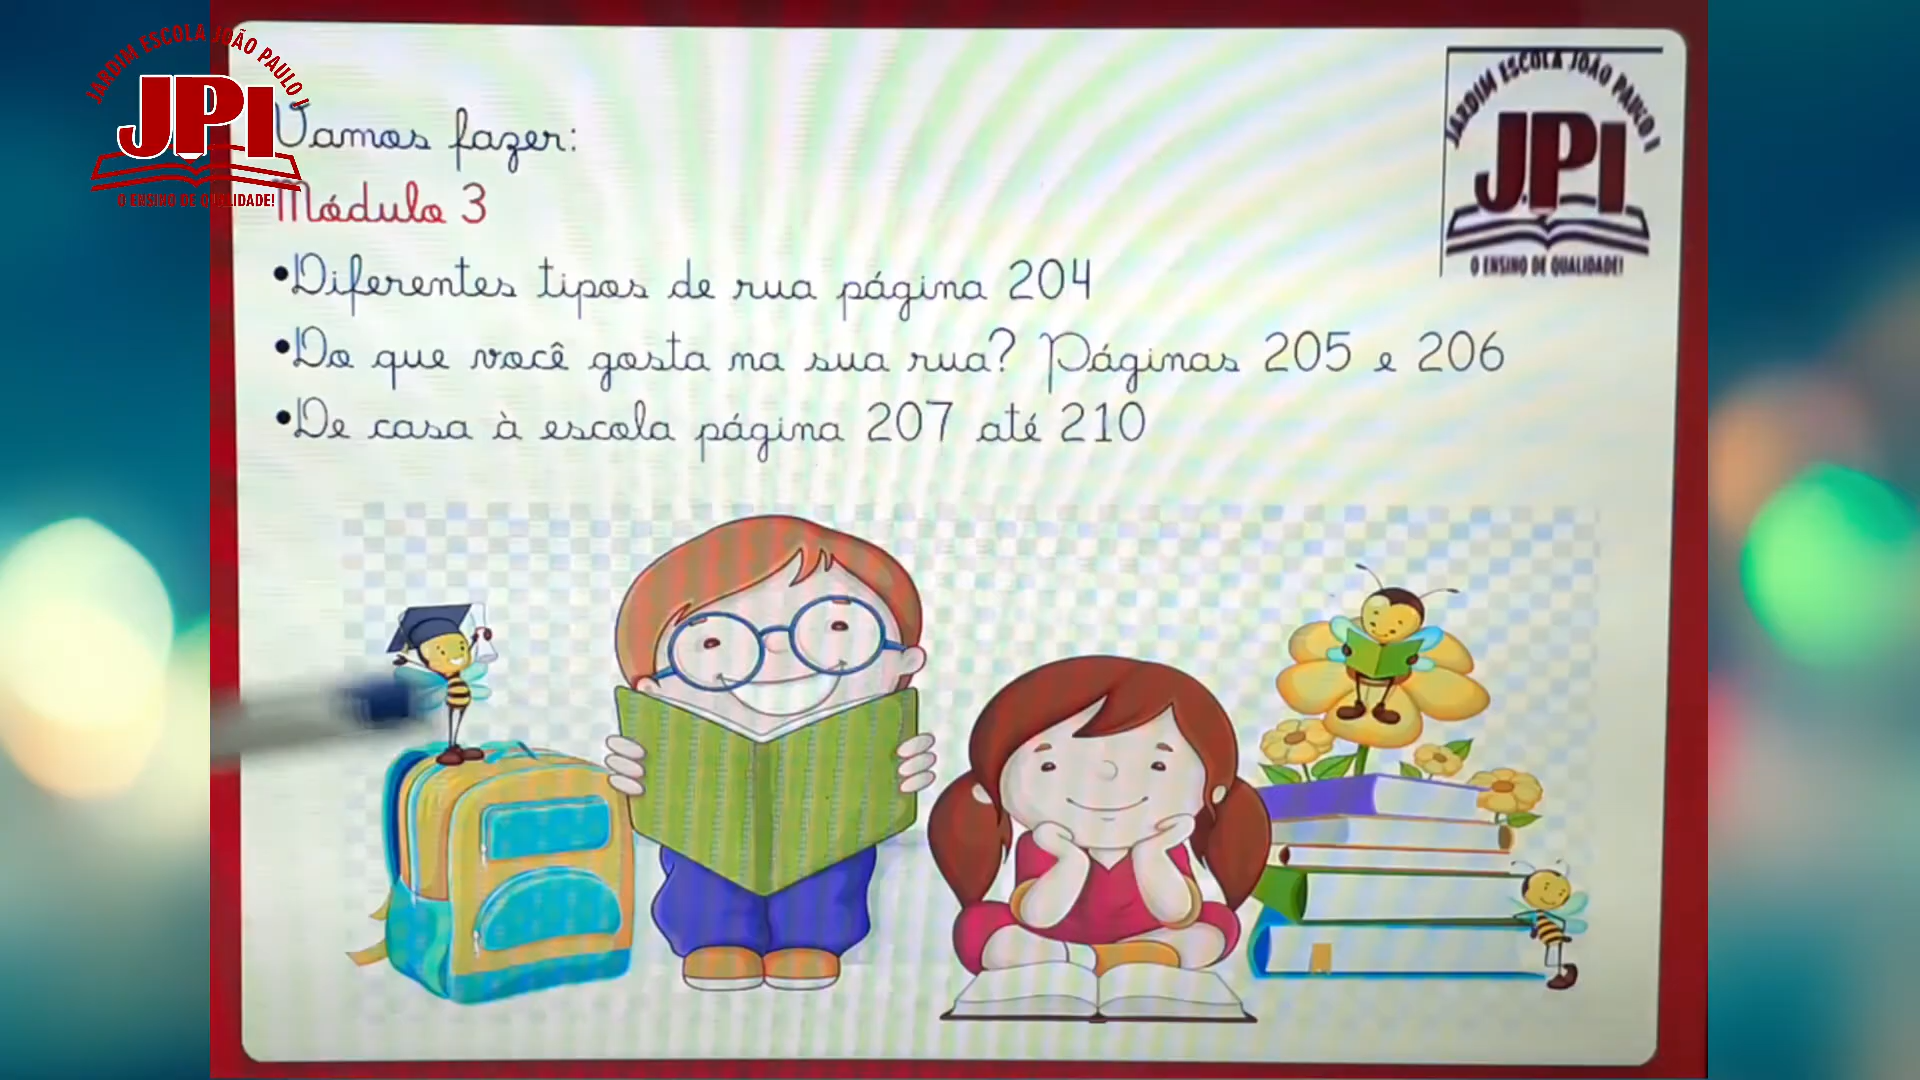 JARDIM ESCOLA JOÃO PAULO I
JPI
O ENSINO DE QUALIDADE!
JARDIM ESCOLA JOÃO PAULO I
JPI
O ENSINO DE QUALIDADE!
Vamos fazer:
Módulo 3
•Diferentes tipos de rua página 204
•Do que você gosta na sua rua? Páginas 205 e 206
•De casa à escola página 207 até 210